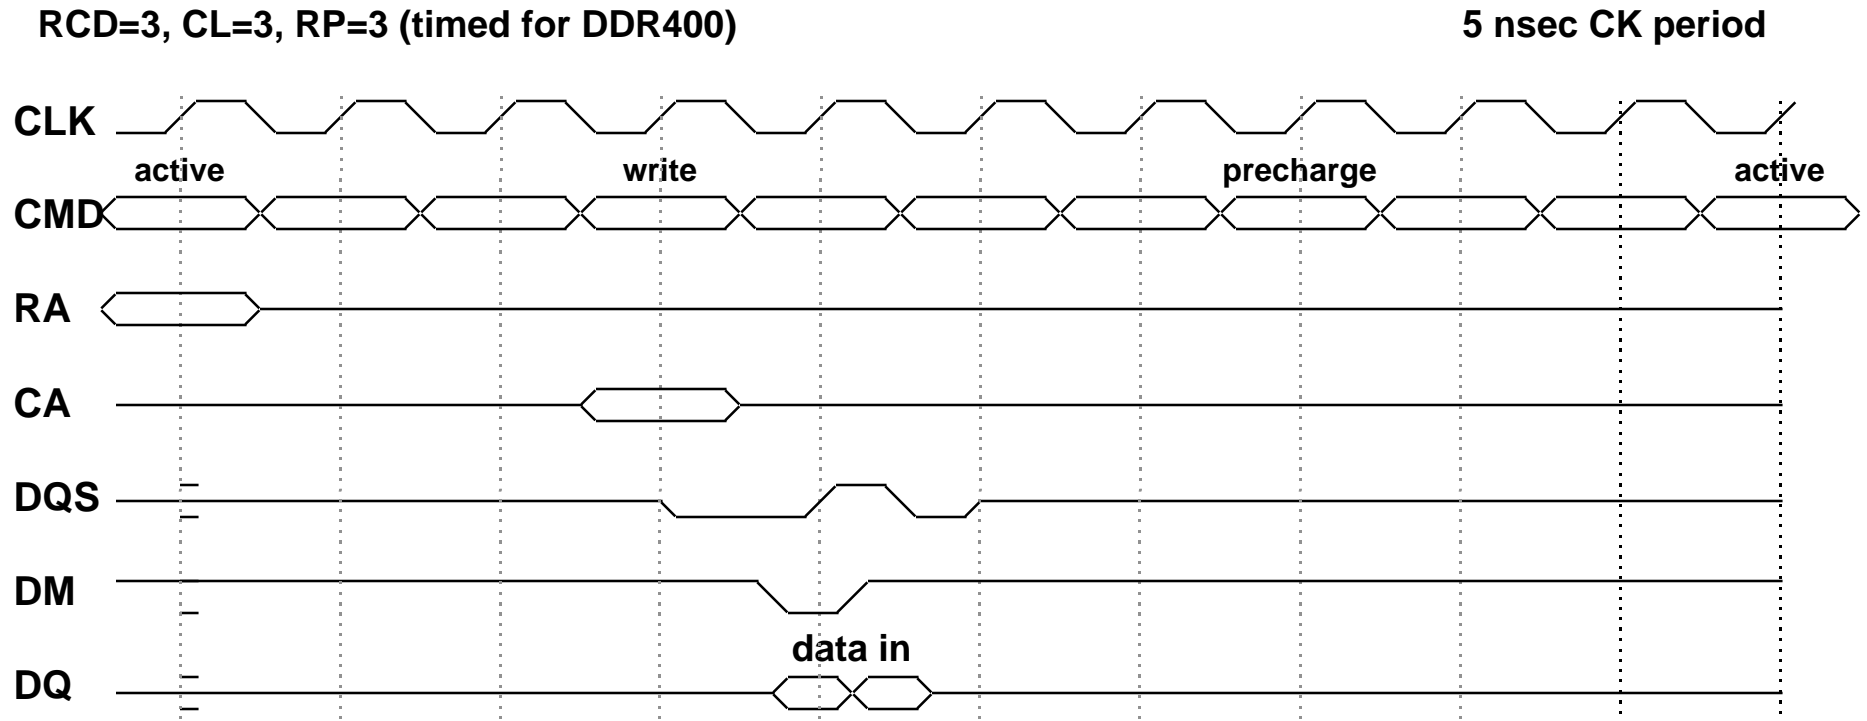 RCD=3, CL=3, RP=3 (timed for DDR400) 5 nsec CK period
CLK
active write precharge active
CMD
RA
CA
DQS
DM
data in
DQ